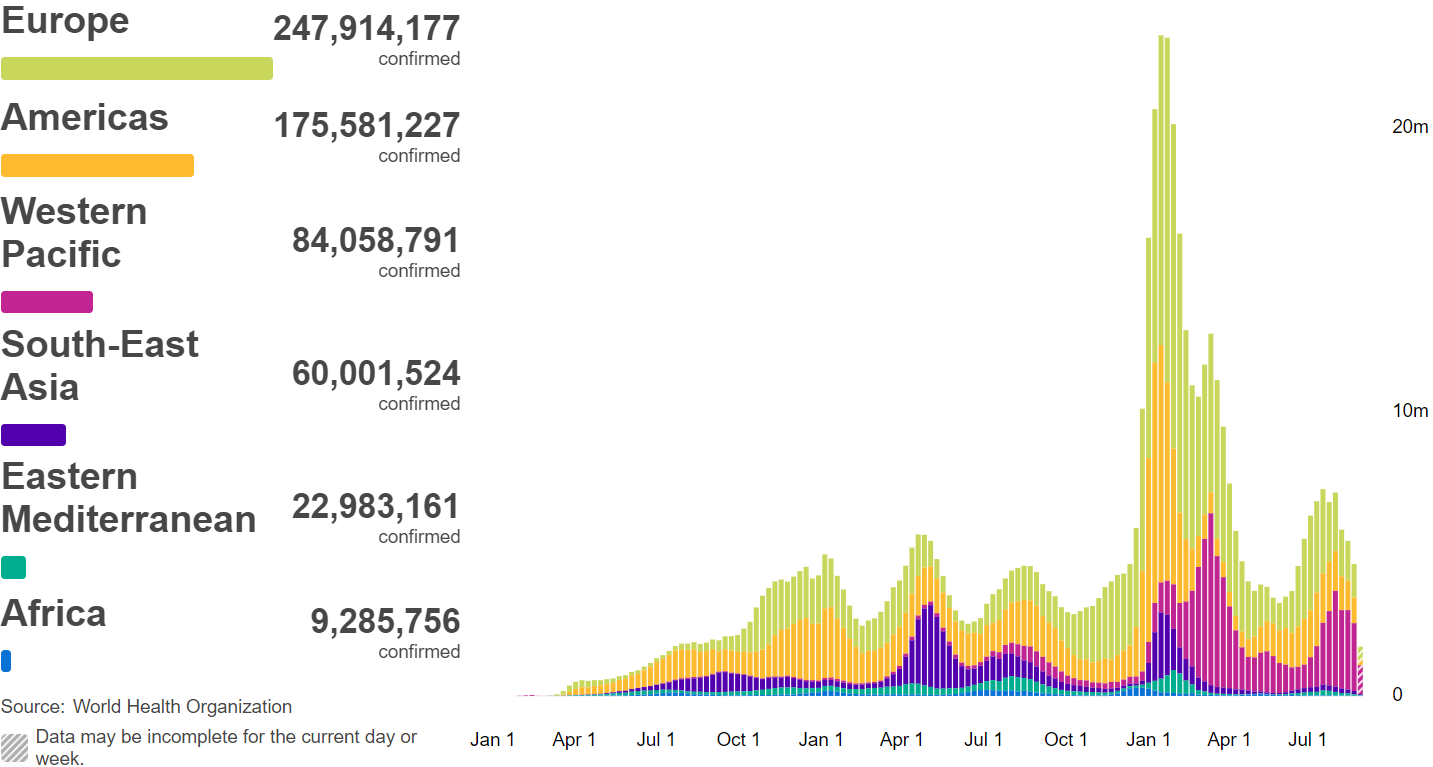 Europe
247,914,177
confirmed
Americas
175,581,227
confirmed
Western
Pacific
84,058,791
confirmed
South-East
Asia
60,001,524
confirmed
Eastern
Mediterranean
22,983,161
confirmed
Africa
9,285,756
confirmed
Source: World Health Organization
Data may be incomplete for the current day or
week.
20m
10m
0
Jan 1 Apr 1 Jul 1 Oct 1 Jan 1 Apr 1 Jul 1 Oct 1 Jan 1 Apr 1 Jul 1